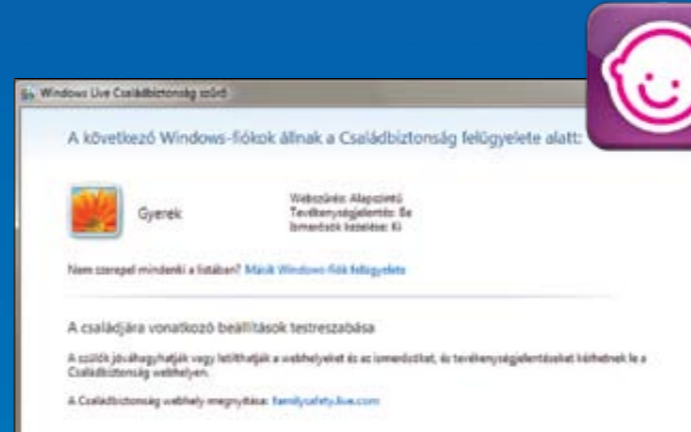 Windows Live Családbiztonság szűrő
A következő Windows-fiókok állnak a Családbiztonság felügyelete alatt:
Gyerek
Webszűrés: Alapszintű
Tevékenységjelentés: Be
Ismerősök kezelése: Ki
Nem szerepel mindenki a listában? Másik Windows-fiók felügyelete
A családjára vonatkozó beállítások testreszabása
A szülők jóváhagyhatják vagy letilthatják a webhelyeket és az ismerősöket, és tevékenységjelentéseket kérhetnek le a
Családbiztonság webhelyen.
A Családbiztonság webhely megnyitása: familysafety.live.com